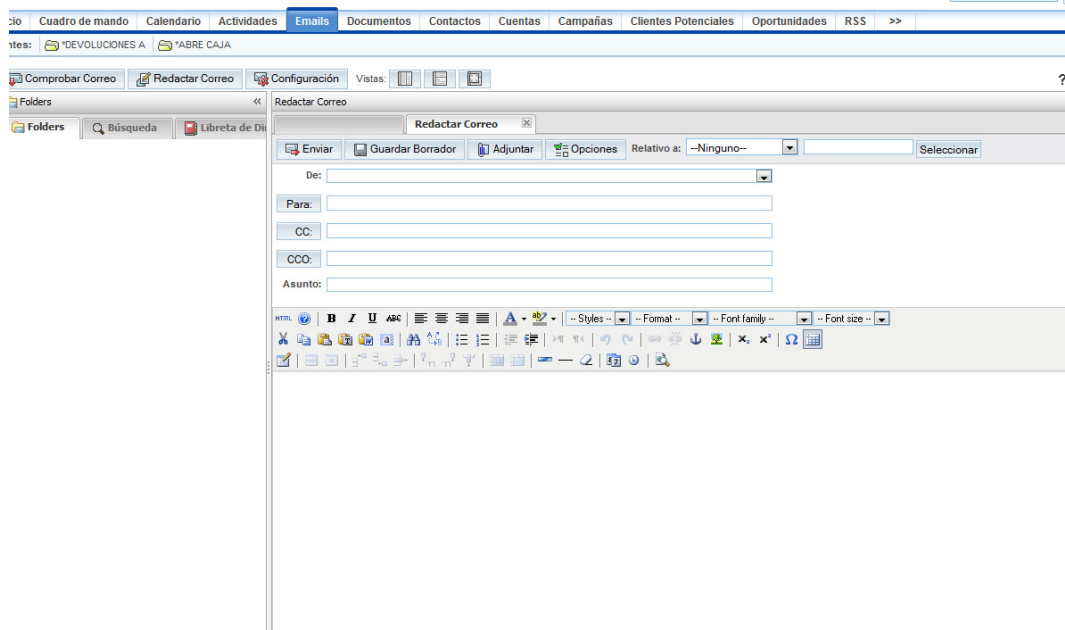 cio Cuadro de mando Calendario Actividades Emails Documentos Contactos Cuentas Campañas Clientes Potenciales Oportunidades RSS >>
ntes: *DEVOLUCIONES A *ABRE CAJA
Comprobar Correo Redactar Correo Configuración Vistas: ?
Folders « Redactar Correo
Folders Búsqueda Libreta de Di Redactar Correo
Enviar Guardar Borrador Adjuntar Opciones Relativo a: --Ninguno-- Seleccionar
De:
Para:
CC:
CCO:
Asunto:
HTML B I U ABC A ab -- Styles -- -- Format -- -- Font family -- -- Font size --
a x, x² Ω